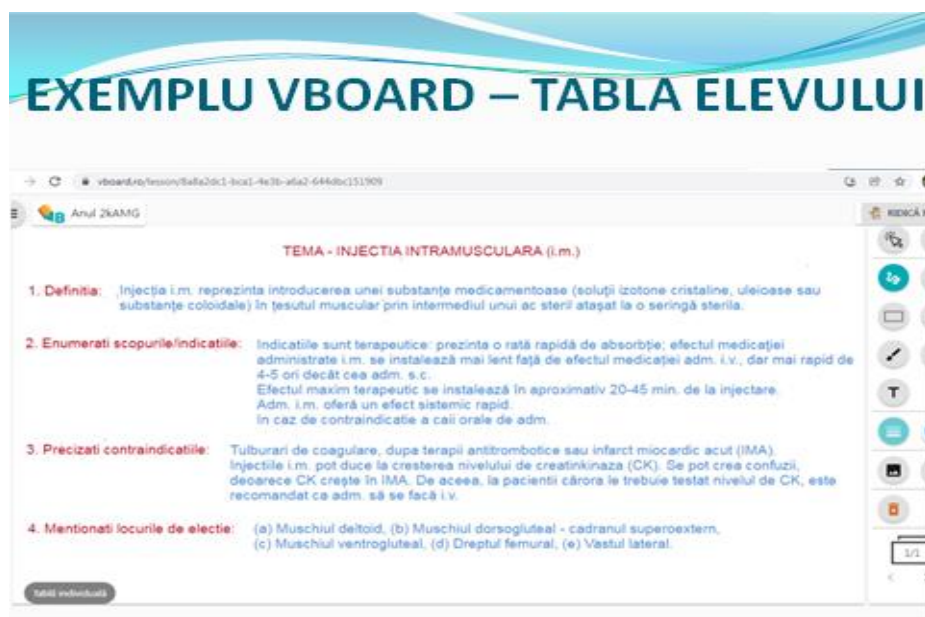 EXEMPLU VBOARD – TABLA ELEVULUI
Anul 2kAMG
RIDICĂ
TEMA - INJECTIA INTRAMUSCULARA (i.m.)
1. Definitia: Injecția i.m. reprezinta introducerea unei substanțe medicamentoase (soluții izotone cristaline, uleioase sau
substanțe coloidale) în țesutul muscular prin intermediul unui ac steril atașat la o seringă sterila.
2. Enumerati scopurile/indicatiile: Indicatiile sunt terapeutice: prezinta o rată rapidă de absorbție; efectul medicației
administrate i.m. se instalează mai lent față de efectul medicației adm. i.v., dar mai rapid de
4-5 ori decât cea adm. s.c.
Efectul maxim terapeutic se instalează în aproximativ 20-45 min. de la injectare.
Adm. i.m. oferă un efect sistemic rapid.
In caz de contraindicatie a caii orale de adm.
3. Precizati contraindicatiile: Tulburari de coagulare, dupa terapii antitrombotice sau infarct miocardic acut (IMA).
Injectiile i.m. pot duce la cresterea nivelului de creatinkinaza (CK). Se pot crea confuzii,
deoarece CK crește în IMA. De aceea, la pacientii cărora le trebuie testat nivelul de CK, este
recomandat ca adm. să se facă i.v.
4. Mentionati locurile de electie: (a) Muschiul deltoid, (b) Muschiul dorsogluteal - cadranul superoextern,
(c) Muschiul ventrogluteal, (d) Dreptul femural, (e) Vastul lateral.
T
1/1
Tablă individuală